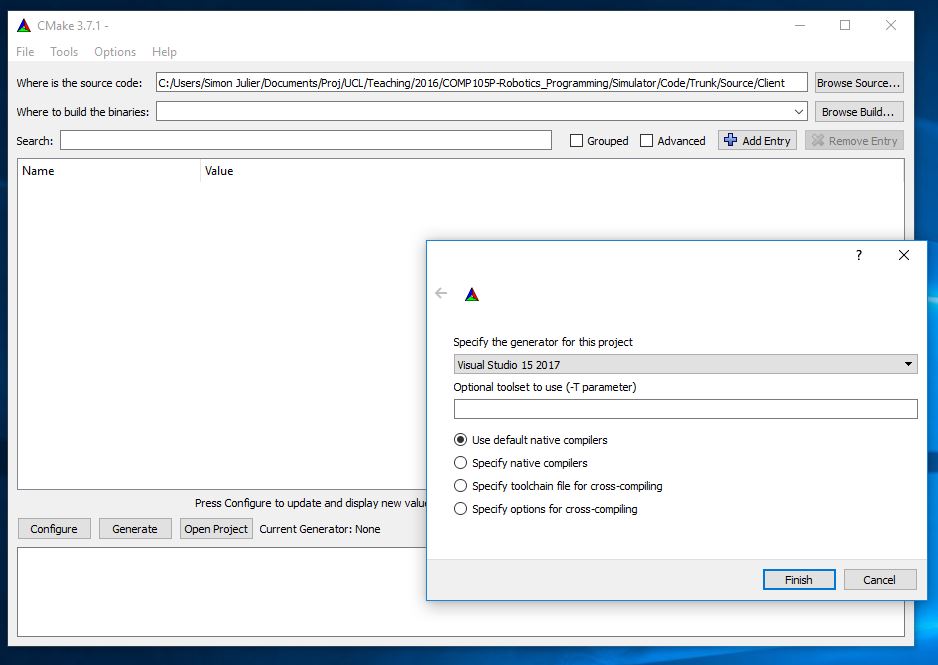 CMake 3.7.1 -
File Tools Options Help
Where is the source code: C:/Users/Simon Julier/Documents/Proj/UCL/Teaching/2016/COMP105P-Robotics_Programming/Simulator/Code/Trunk/Source/Client Browse Source...
Where to build the binaries: Browse Build...
Search: Grouped Advanced Add Entry Remove Entry
Name Value
?
Specify the generator for this project
Visual Studio 15 2017
Optional toolset to use (-T parameter)
Use default native compilers
Specify native compilers
Specify toolchain file for cross-compiling
Specify options for cross-compiling
Finish Cancel
Press Configure to update and display new
Configure Generate Open Project Current Generator: None